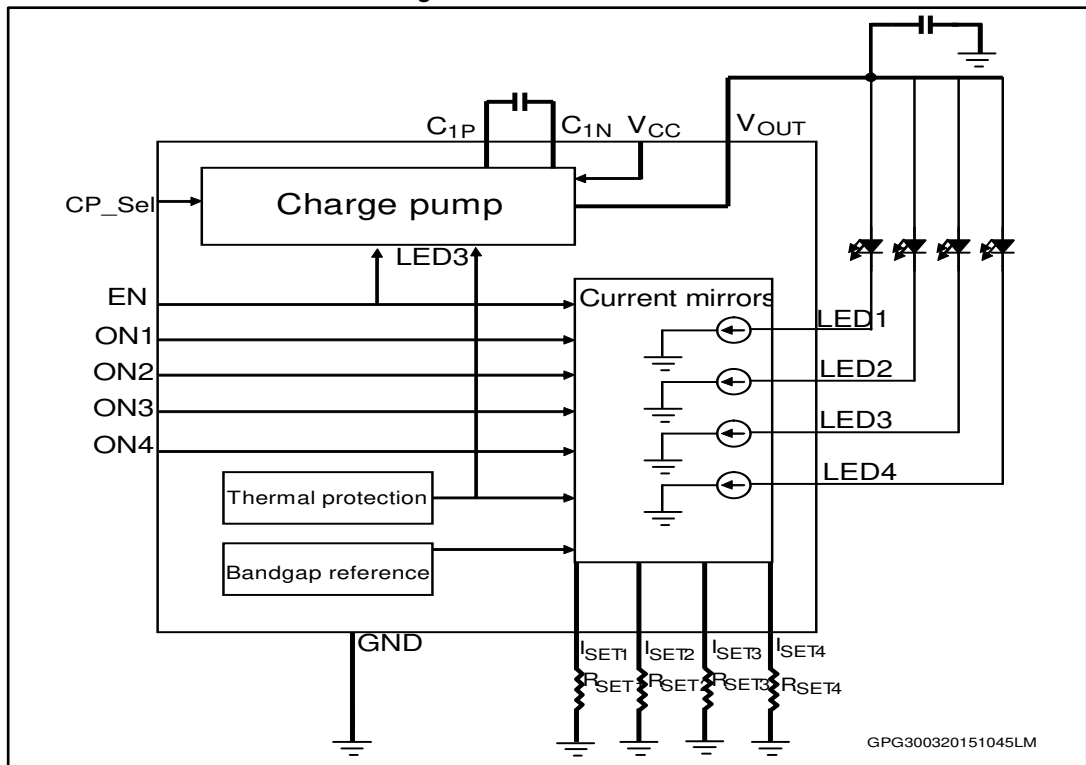 C1P
C1N
VCC
VOUT
CP_Sel
Charge pump
LED3
EN
ON1
ON2
ON3
ON4
Current mirrors
LED1
LED2
LED3
LED4
Thermal protection
Bandgap reference
GND
ISET1
ISET2
ISET3
ISET4
RSET1
RSET2
RSET3
RSET4
GPG300320151045LM